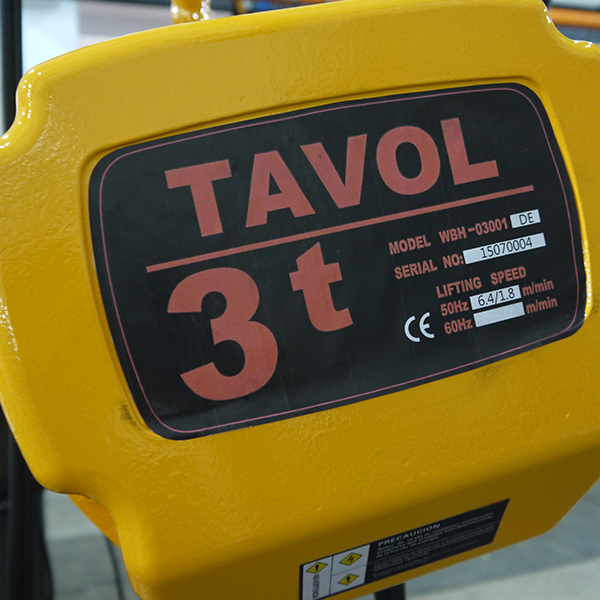 TAVOL
3t
MODEL WBH-03001 DE
SERIAL NO: 15070004
LIFTING SPEED
50Hz 6.4/1.8 m/min
60Hz m/min
CE
PRECAUCION